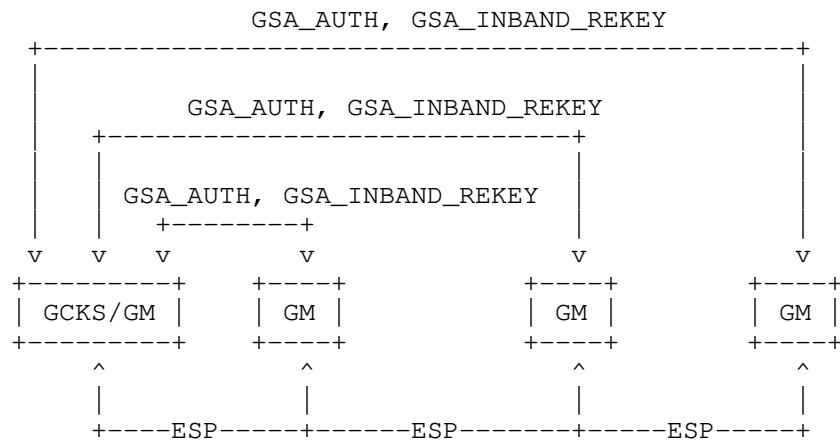 GSA_AUTH, GSA_INBAND_REKEY
GSA_AUTH, GSA_INBAND_REKEY
GSA_AUTH, GSA_INBAND_REKEY
GCKS/GM GM GM GM
ESP ESP ESP